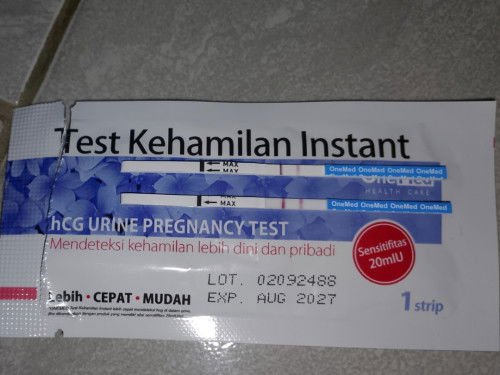 Test Kehamilan Instant
MAX
OneMed OneMed OneMed OneMed
OneMed
HEALTH CARE
MAX
OneMed OneMed OneMed OneMed
hCG URINE PREGNANCY TEST
Mendeteksi kehamilan lebih dini dan pribadi
Sensitifitas
20mIU
LOT. 02092488
EXP. AUG 2027
Lebih • CEPAT • MUDAH
1 strip